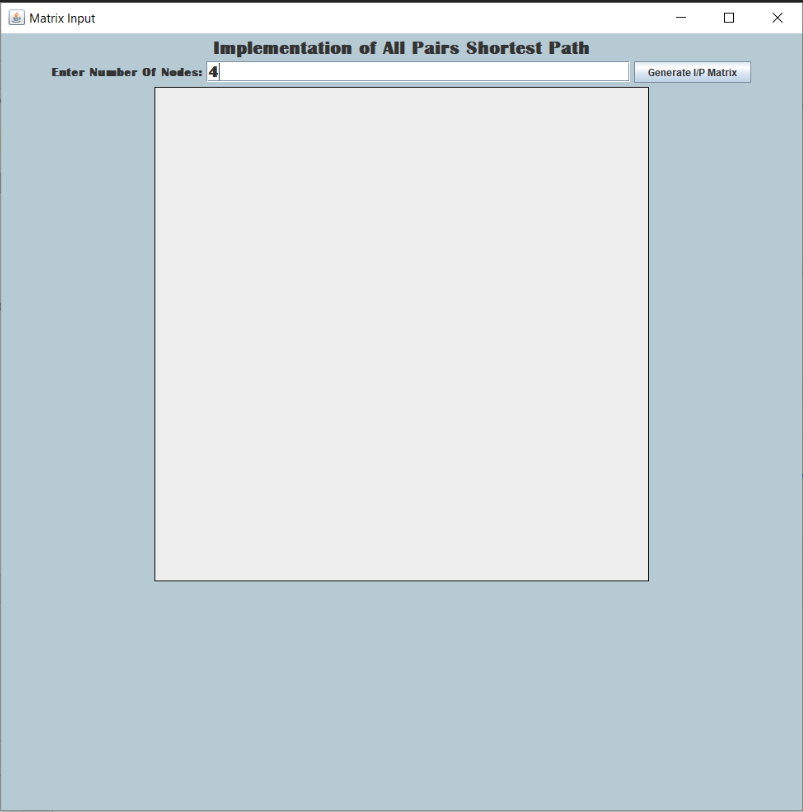 Matrix Input
Implementation of All Pairs Shortest Path
Enter Number Of Nodes: 4 Generate I/P Matrix